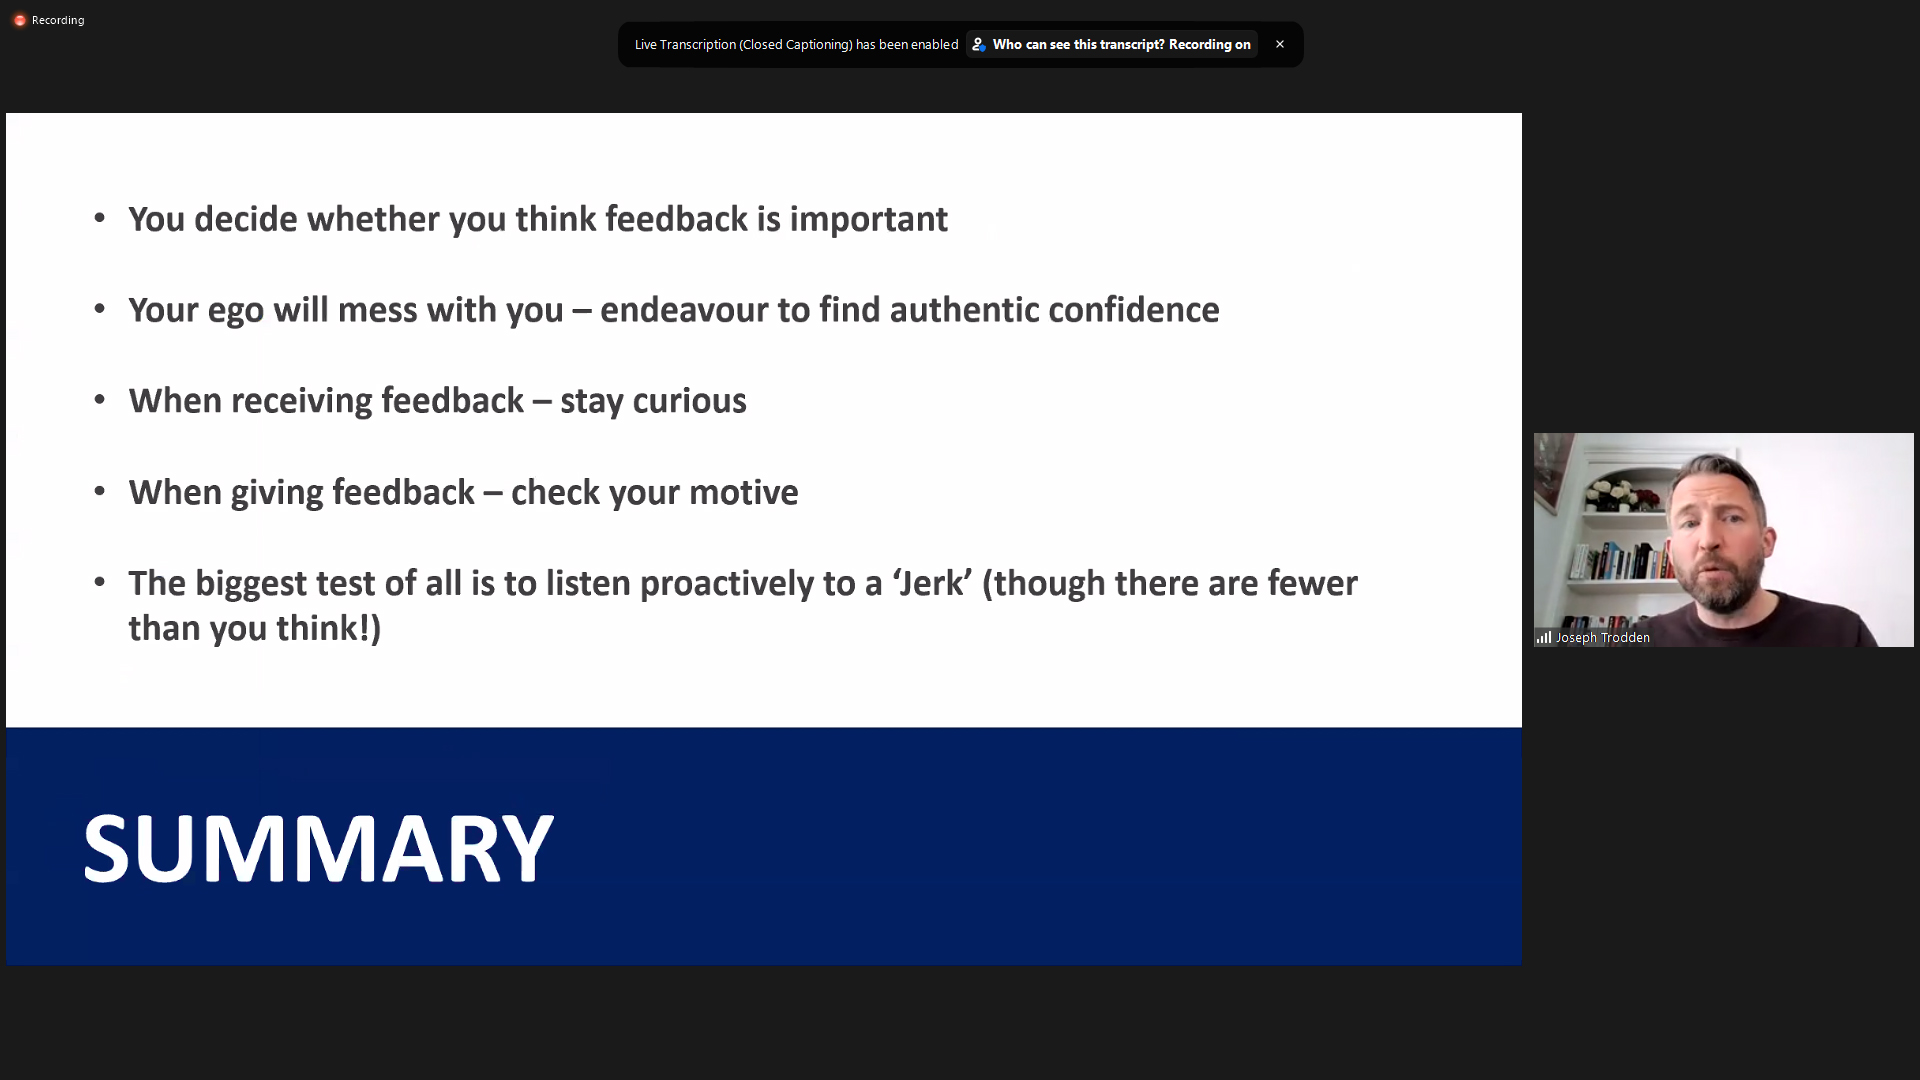 Recording
Live Transcription (Closed Captioning) has been enabled Who can see this transcript? Recording on
• You decide whether you think feedback is important
• Your ego will mess with you – endeavour to find authentic confidence
• When receiving feedback – stay curious
• When giving feedback – check your motive
• The biggest test of all is to listen proactively to a ‘Jerk’ (though there are fewer
than you think!)
Joseph Trodden
SUMMARY